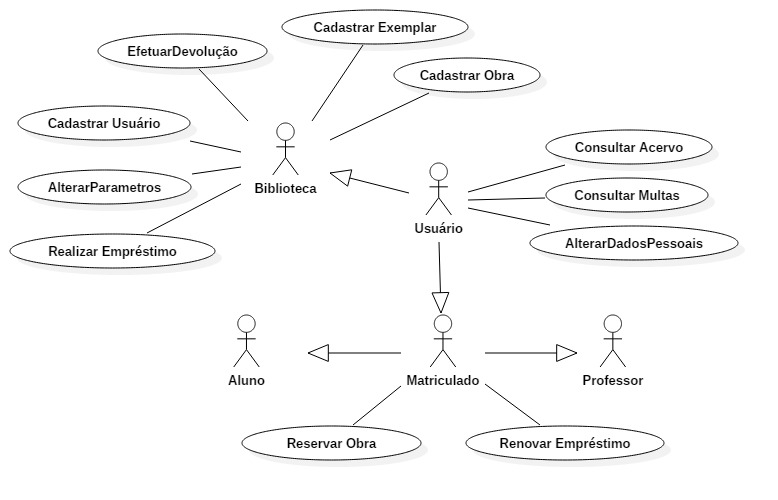 Cadastrar Exemplar
EfetuarDevolução
Cadastrar Obra
Cadastrar Usuário
Consultar Acervo
AlterarParametros
Biblioteca
Consultar Multas
Usuário
AlterarDadosPessoais
Realizar Empréstimo
Aluno
Matriculado
Professor
Reservar Obra
Renovar Empréstimo